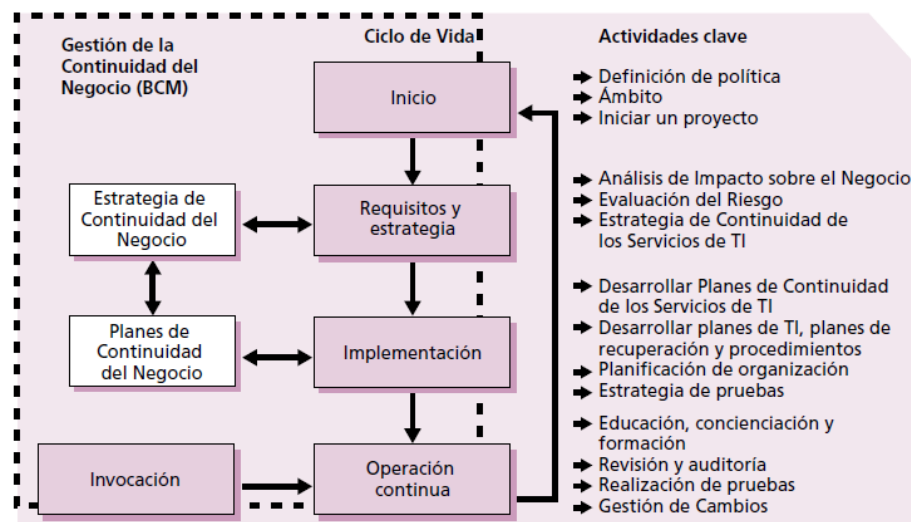 Gestión de la
Continuidad del
Negocio (BCM)
Ciclo de Vida
Actividades clave
Inicio
Definición de política
Ámbito
Iniciar un proyecto
Estrategia de
Continuidad del
Negocio
Requisitos y
estrategia
Análisis de Impacto sobre el Negocio
Evaluación del Riesgo
Estrategia de Continuidad de
los Servicios de TI
Planes de
Continuidad
del Negocio
Implementación
Desarrollar Planes de Continuidad
de los Servicios de TI
Desarrollar planes de TI, planes de
recuperación y procedimientos
Planificación de organización
Estrategia de pruebas
Invocación
Operación
continua
Educación, concienciación y
formación
Revisión y auditoría
Realización de pruebas
Gestión de Cambios